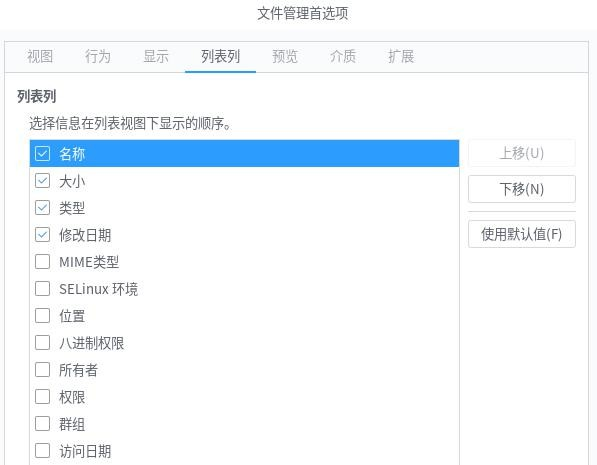 文件管理首选项
视图 行为 显示 列表列 预览 介质 扩展
列表列
选择信息在列表视图下显示的顺序。
名称
上移(U)
大小
下移(N)
类型
修改日期
使用默认值(F)
MIME类型
SELinux 环境
位置
八进制权限
所有者
权限
群组
访问日期